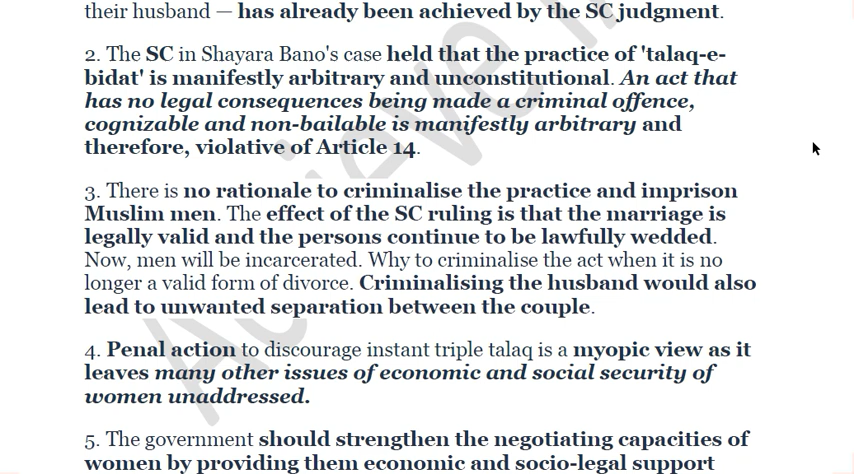 their husband — has already been achieved by the SC judgment.
2. The SC in Shayara Bano's case held that the practice of 'talaq-e-
bidat' is manifestly arbitrary and unconstitutional. An act that
has no legal consequences being made a criminal offence,
cognizable and non-bailable is manifestly arbitrary and
therefore, violative of Article 14.
3. There is no rationale to criminalise the practice and imprison
Muslim men. The effect of the SC ruling is that the marriage is
legally valid and the persons continue to be lawfully wedded.
Now, men will be incarcerated. Why to criminalise the act when it is no
longer a valid form of divorce. Criminalising the husband would also
lead to unwanted separation between the couple.
4. Penal action to discourage instant triple talaq is a myopic view as it
leaves many other issues of economic and social security of
women unaddressed.
5. The government should strengthen the negotiating capacities of
women by providing them economic and socio-legal support